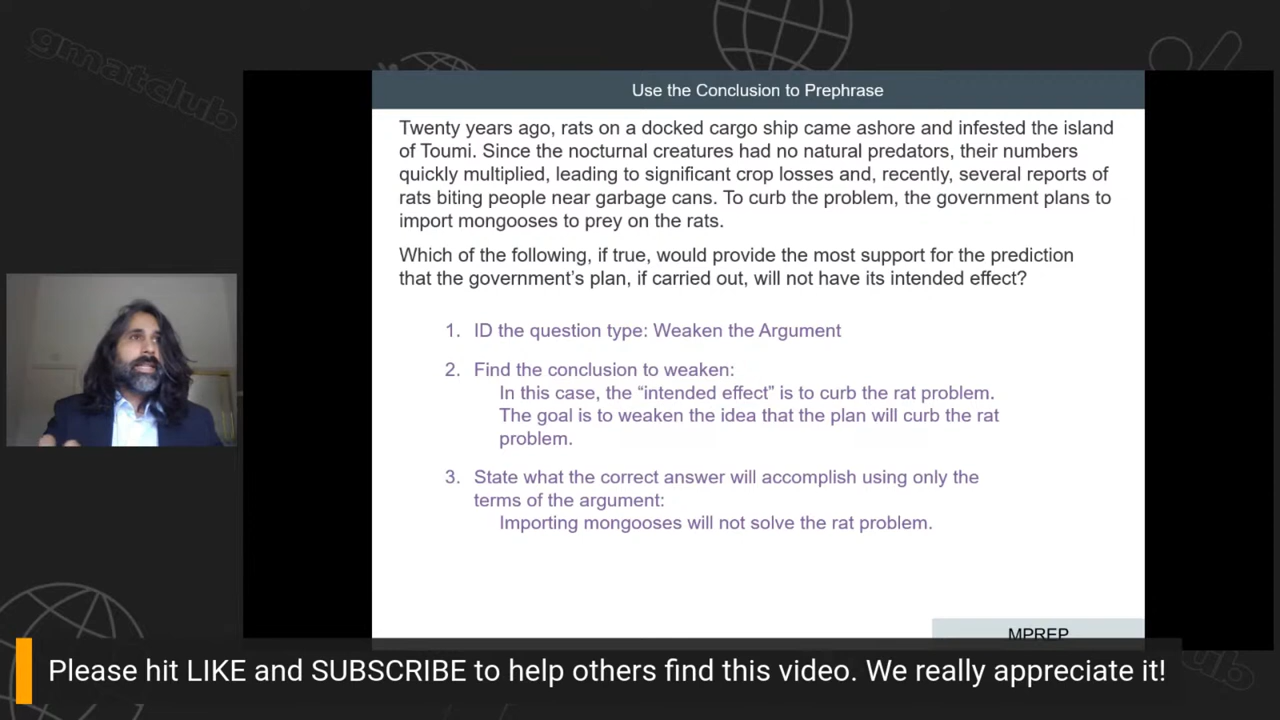 gmatclub
Use the Conclusion to Prephrase
Twenty years ago, rats on a docked cargo ship came ashore and infested the island
of Toumi. Since the nocturnal creatures had no natural predators, their numbers
quickly multiplied, leading to significant crop losses and, recently, several reports of
rats biting people near garbage cans. To curb the problem, the government plans to
import mongooses to prey on the rats.
Which of the following, if true, would provide the most support for the prediction
that the government's plan, if carried out, will not have its intended effect?
1. ID the question type: Weaken the Argument
2. Find the conclusion to weaken:
In this case, the “intended effect” is to curb the rat problem.
The goal is to weaken the idea that the plan will curb the rat
problem.
3. State what the correct answer will accomplish using only the
terms of the argument:
Importing mongooses will not solve the rat problem.
MPREP
Please hit LIKE and SUBSCRIBE to help others find this video. We really appreciate it!
gmatclub